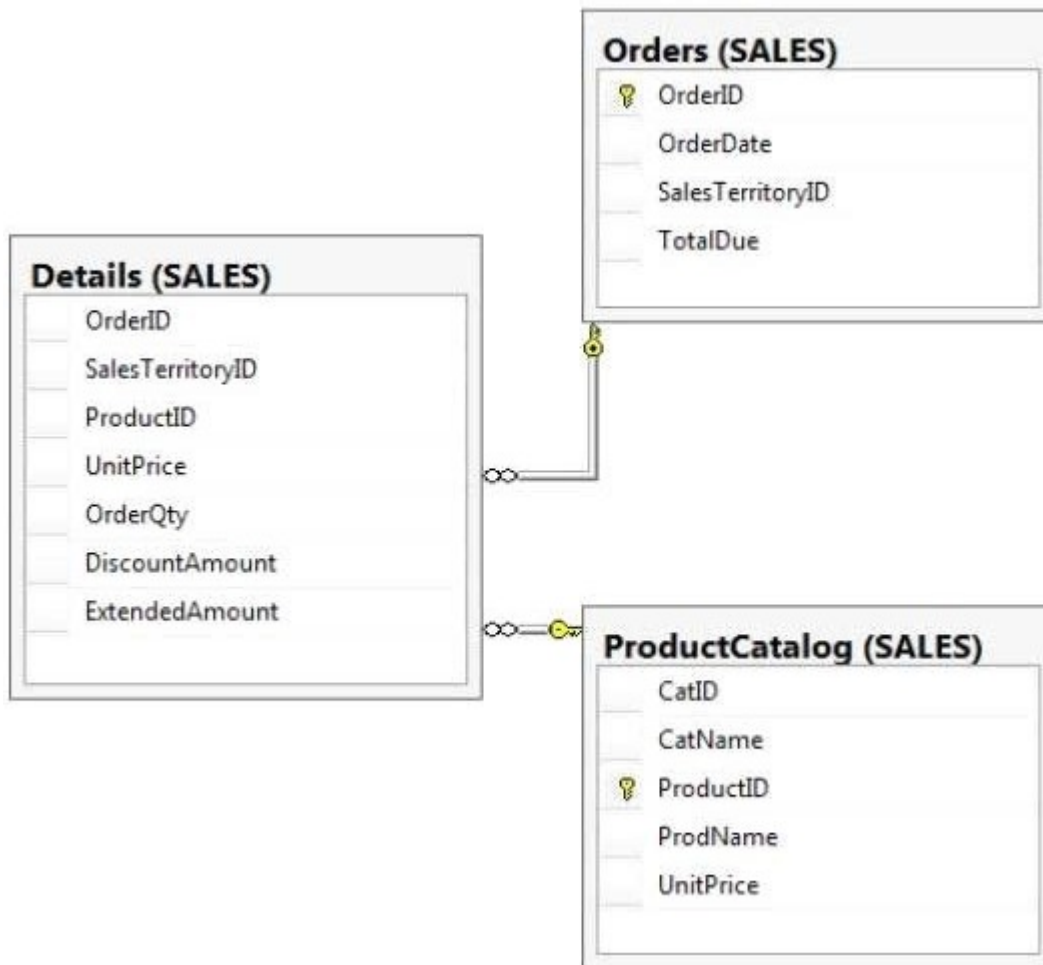 Orders (SALES)
OrderID
OrderDate
SalesTerritoryID
TotalDue
Details (SALES)
OrderID
SalesTerritoryID
ProductID
UnitPrice
OrderQty
DiscountAmount
ExtendedAmount
ProductCatalog (SALES)
CatID
CatName
ProductID
ProdName
UnitPrice